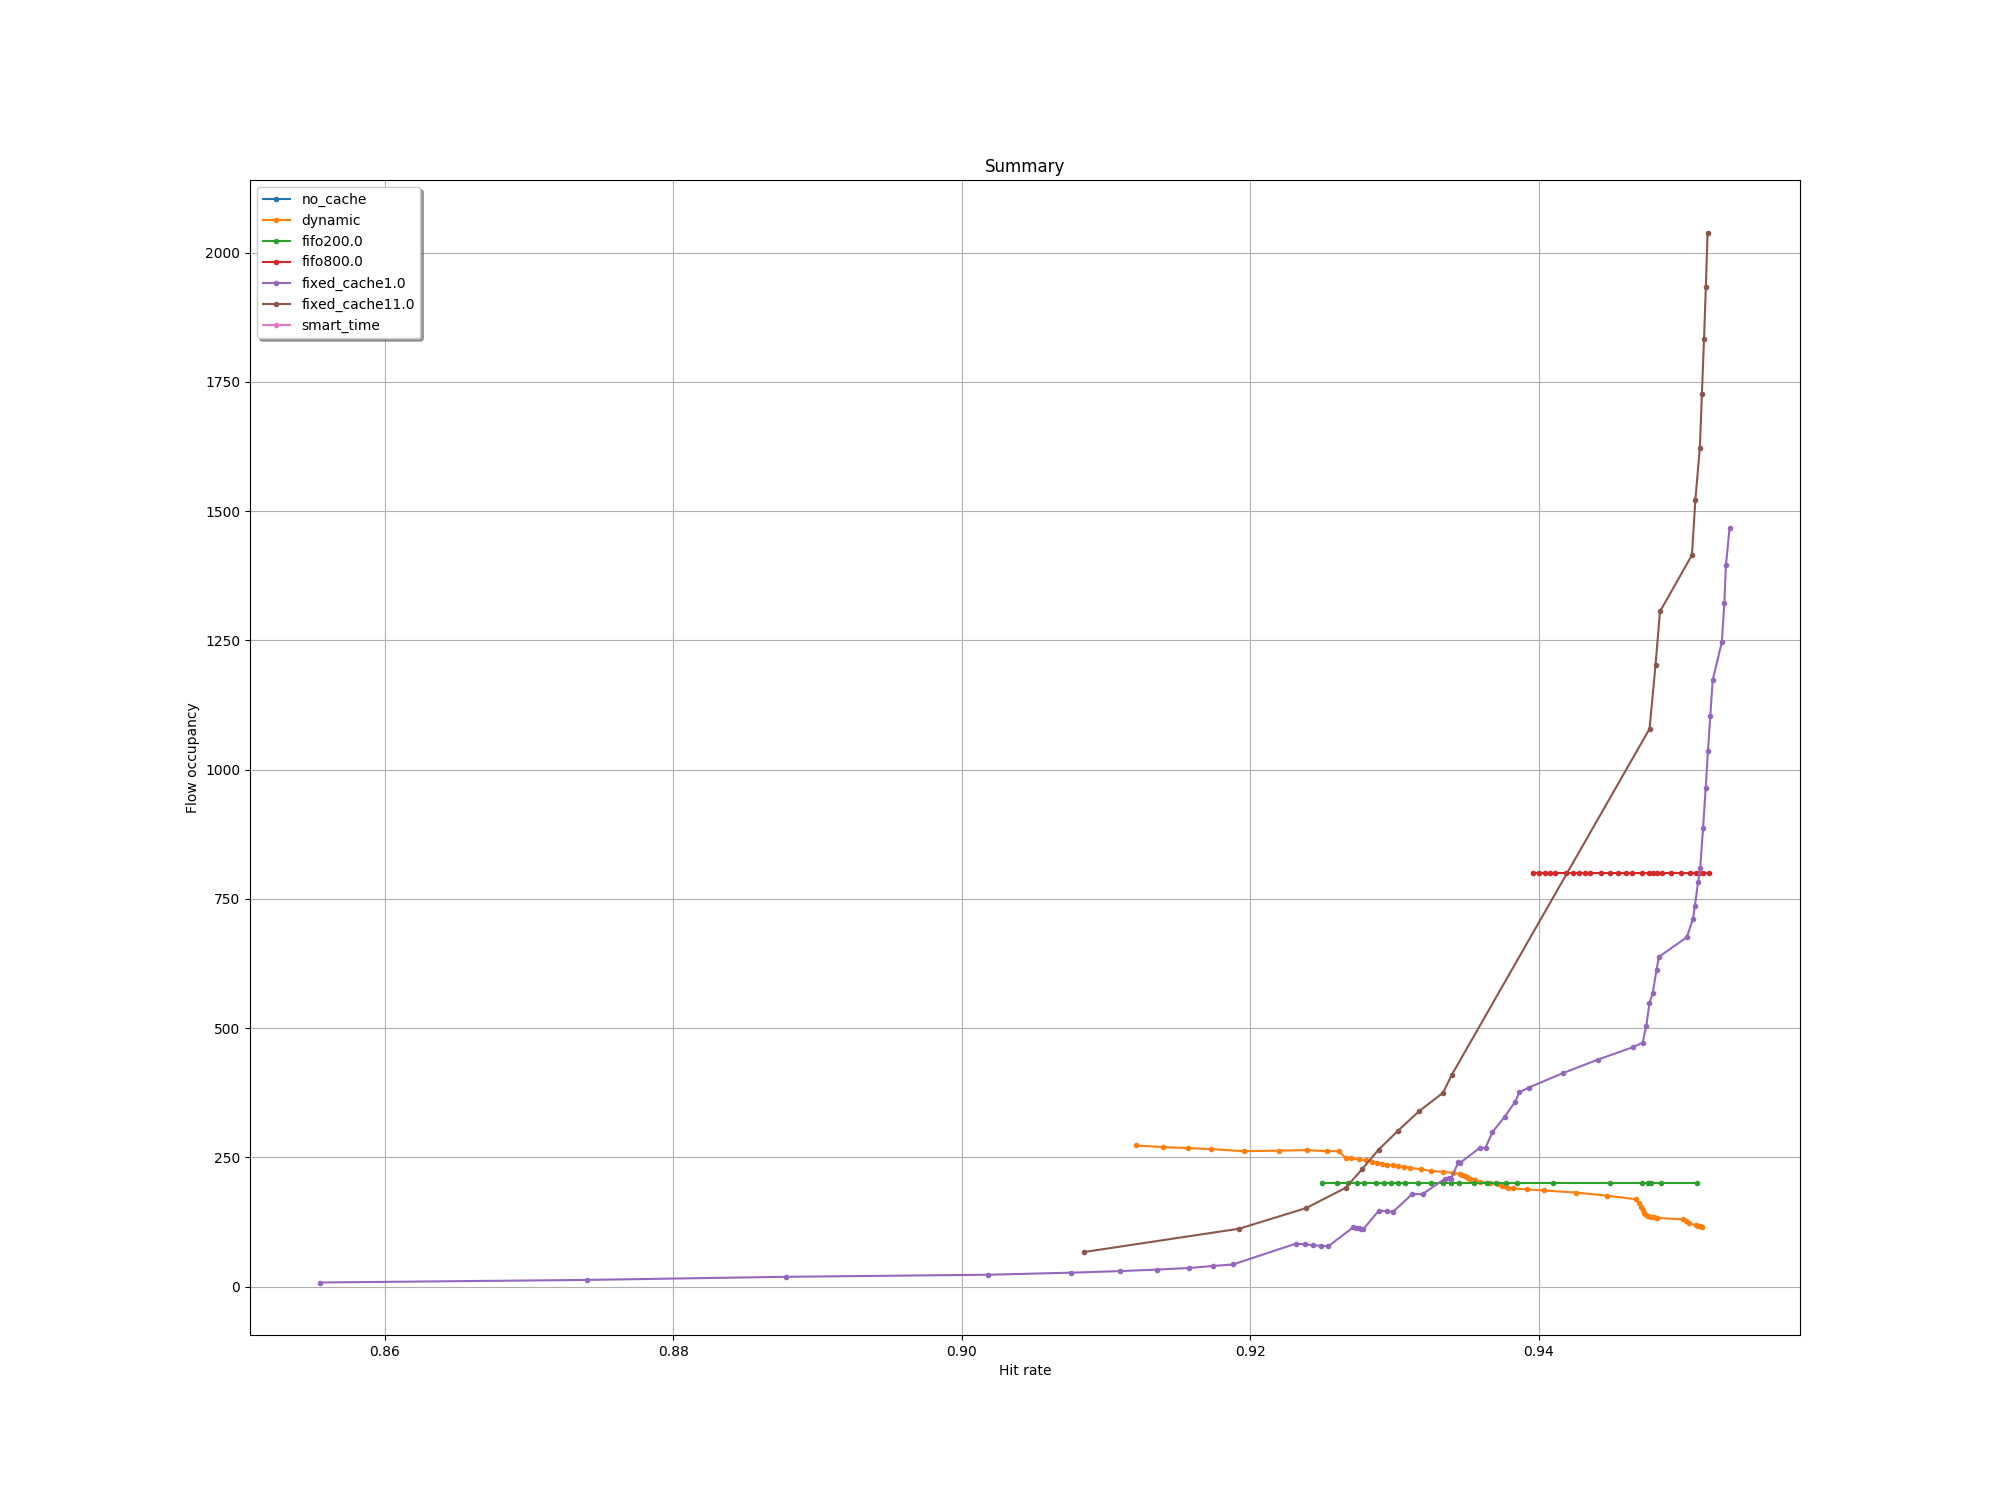 Summary
no_cache
dynamic
fifo200.0
fifo800.0
fixed_cache1.0
fixed_cache11.0
smart_time
2000
1750
1500
1250
1000
750
500
250
0
Flow occupancy
0.86 0.88 0.90 0.92 0.94
Hit rate